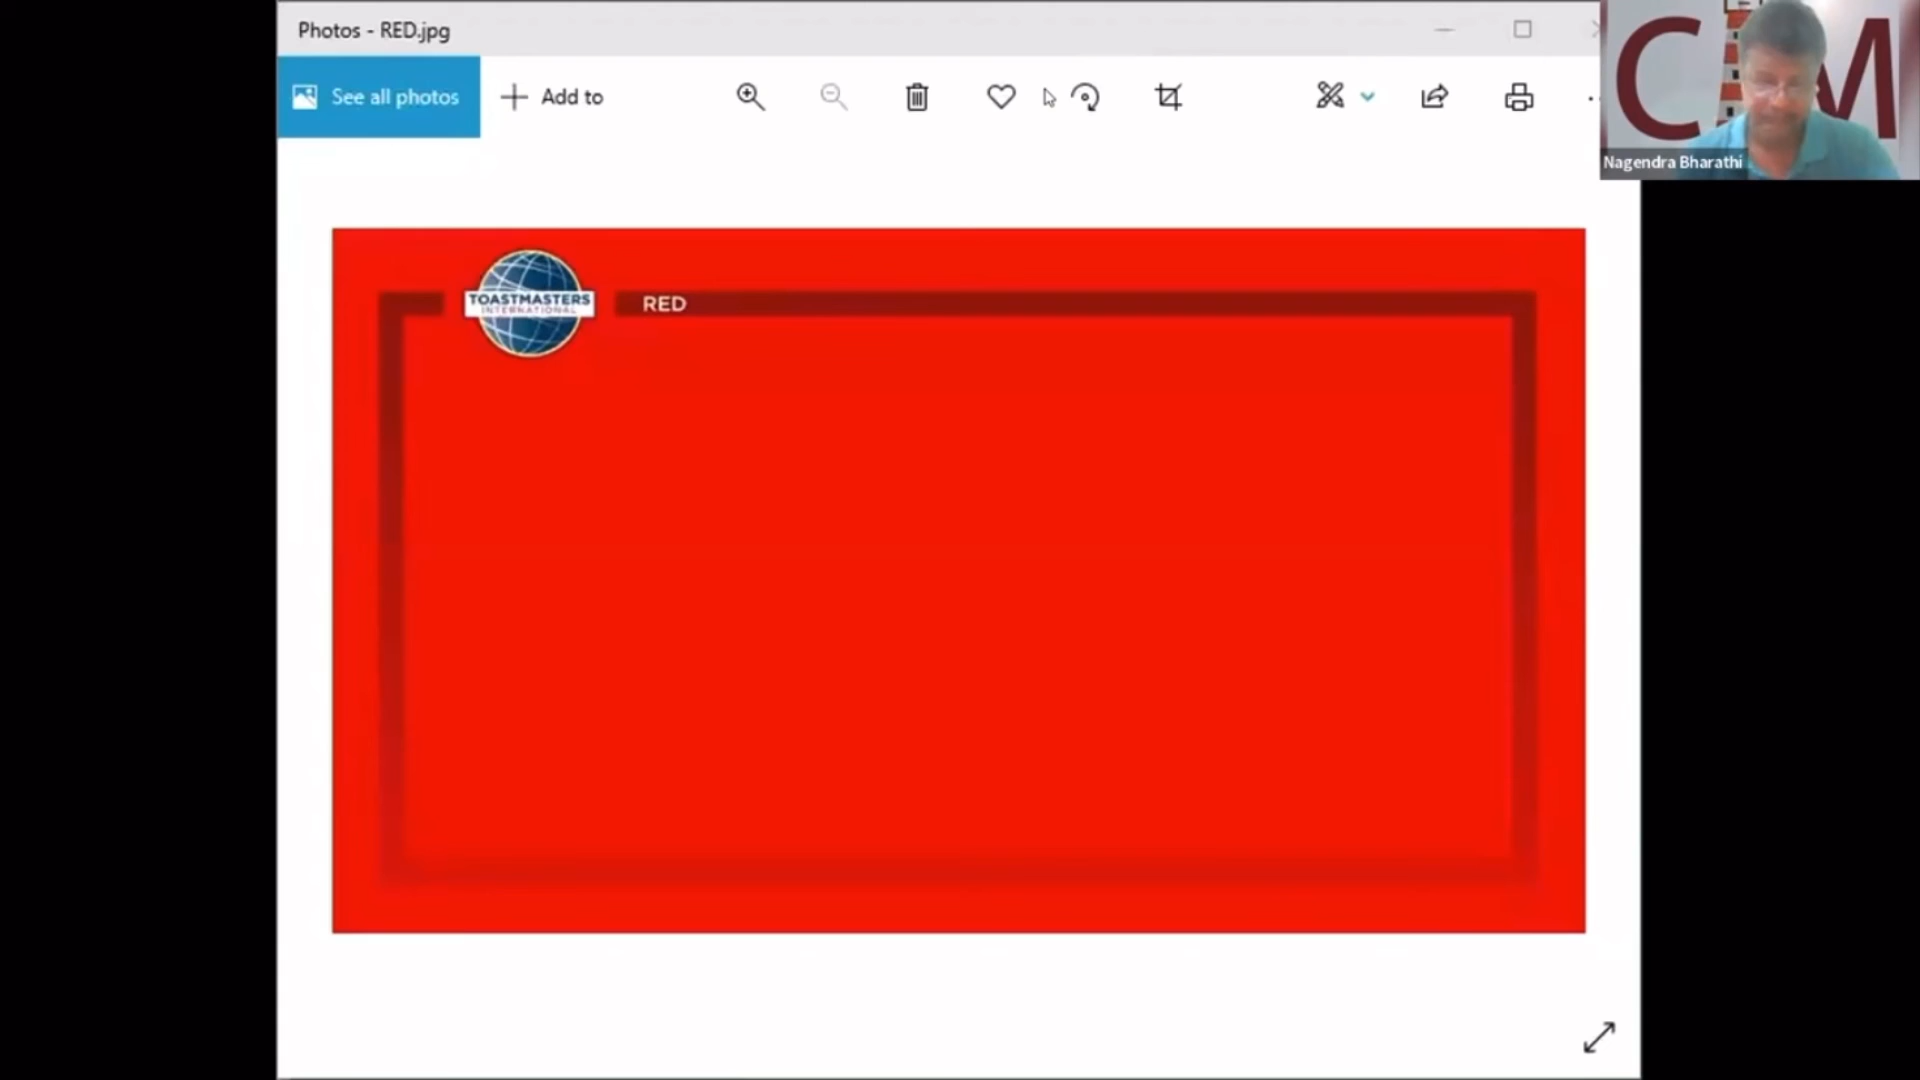 Photos - RED.jpg
See all photos
Add to
C M
Nagendra Bharathi
TOASTMASTERS
INTERNATIONAL
RED